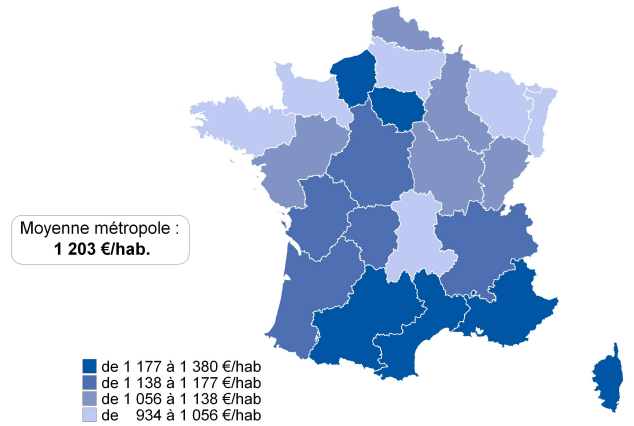 Moyenne métropole :
1 203 €/hab.
de 1 177 à 1 380 €/hab
de 1 138 à 1 177 €/hab
de 1 056 à 1 138 €/hab
de 934 à 1 056 €/hab